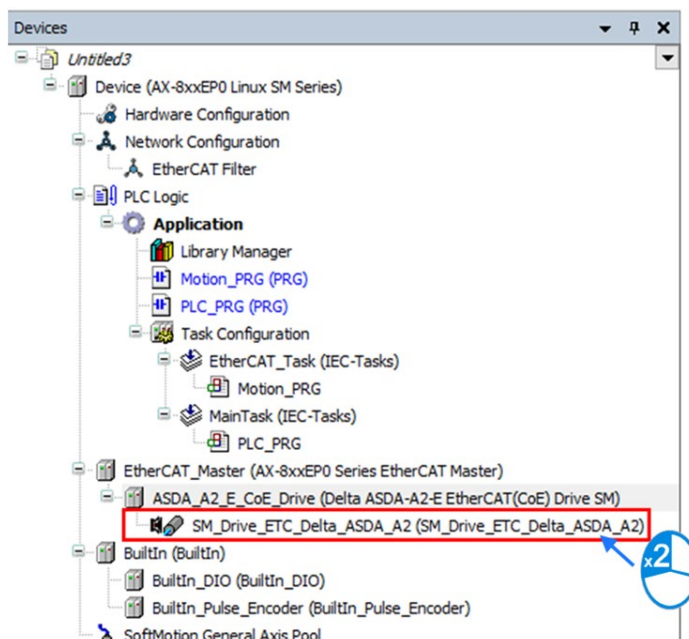 Devices
Untitled3
Device (AX-8xxEP0 Linux SM Series)
Hardware Configuration
Network Configuration
EtherCAT Filter
PLC Logic
Application
Library Manager
Motion_PRG (PRG)
PLC_PRG (PRG)
Task Configuration
EtherCAT_Task (IEC-Tasks)
Motion_PRG
MainTask (IEC-Tasks)
PLC_PRG
EtherCAT_Master (AX-8xxEP0 Series EtherCAT Master)
ASDA_A2_E_CoE_Drive (Delta ASDA-A2-E EtherCAT(CoE) Drive SM)
SM_Drive_ETC_Delta_ASDA_A2 (SM_Drive_ETC_Delta_ASDA_A2)
x2
BuiltIn (BuiltIn)
BuiltIn_DIO (BuiltIn_DIO)
BuiltIn_Pulse_Encoder (BuiltIn_Pulse_Encoder)
SoftMotion General Axis Pool